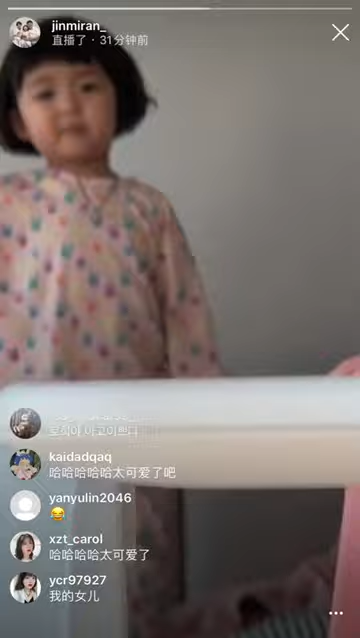 jinmiran_
直播了 · 31分钟前
kaidadqaq
哈哈哈哈哈太可爱了吧
yanyulin2046
😂
xzt_carol
哈哈哈哈太可爱了
ycr97927
我的女儿